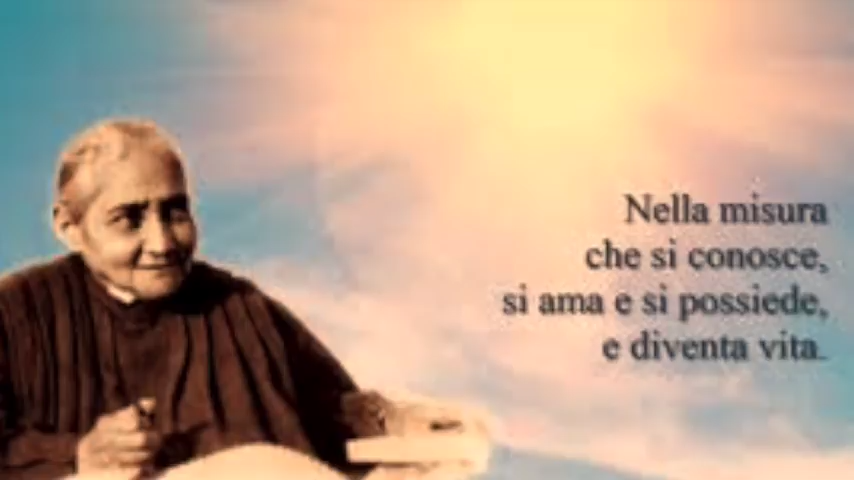 Nella misura
che si conosce,
si ama e si possiede,
e diventa vita.